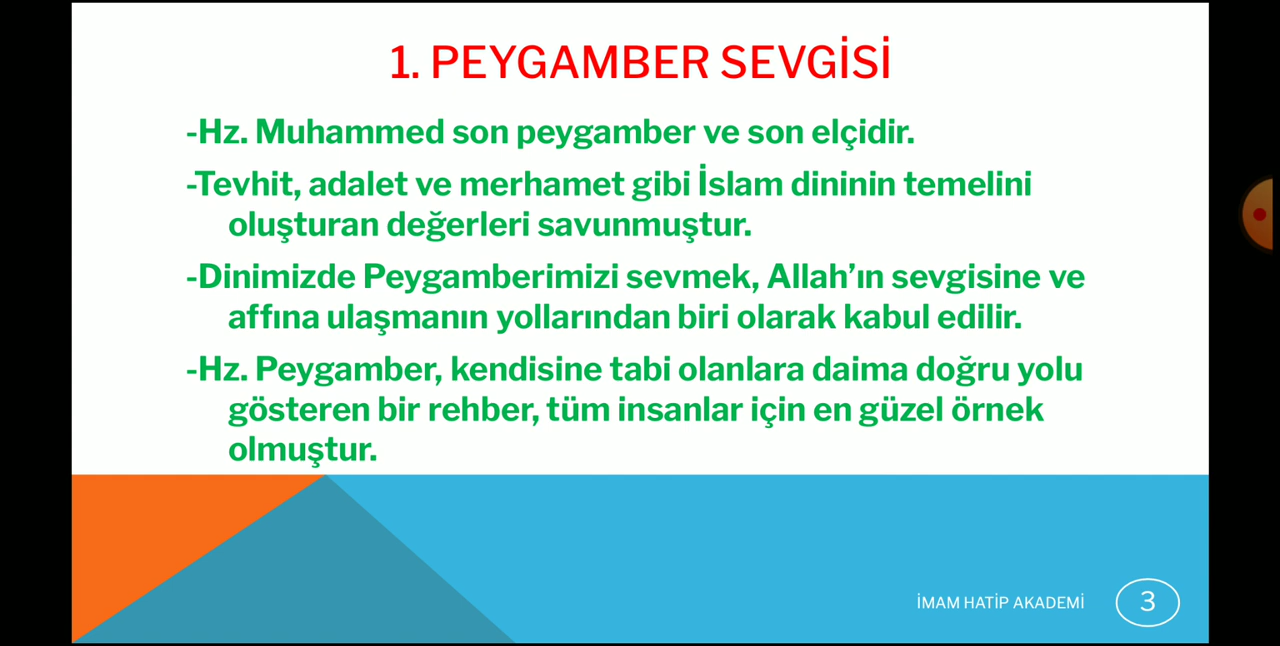 1. PEYGAMBER SEVGİSİ
-Hz. Muhammed son peygamber ve son elçidir.
-Tevhit, adalet ve merhamet gibi İslam dininin temelini
oluşturan değerleri savunmuştur.
-Dinimizde Peygamberimizi sevmek, Allah’ın sevgisine ve
affına ulaşmanın yollarından biri olarak kabul edilir.
-Hz. Peygamber, kendisine tabi olanlara daima doğru yolu
gösteren bir rehber, tüm insanlar için en güzel örnek
olmuştur.
İMAM HATİP AKADEMİ
3